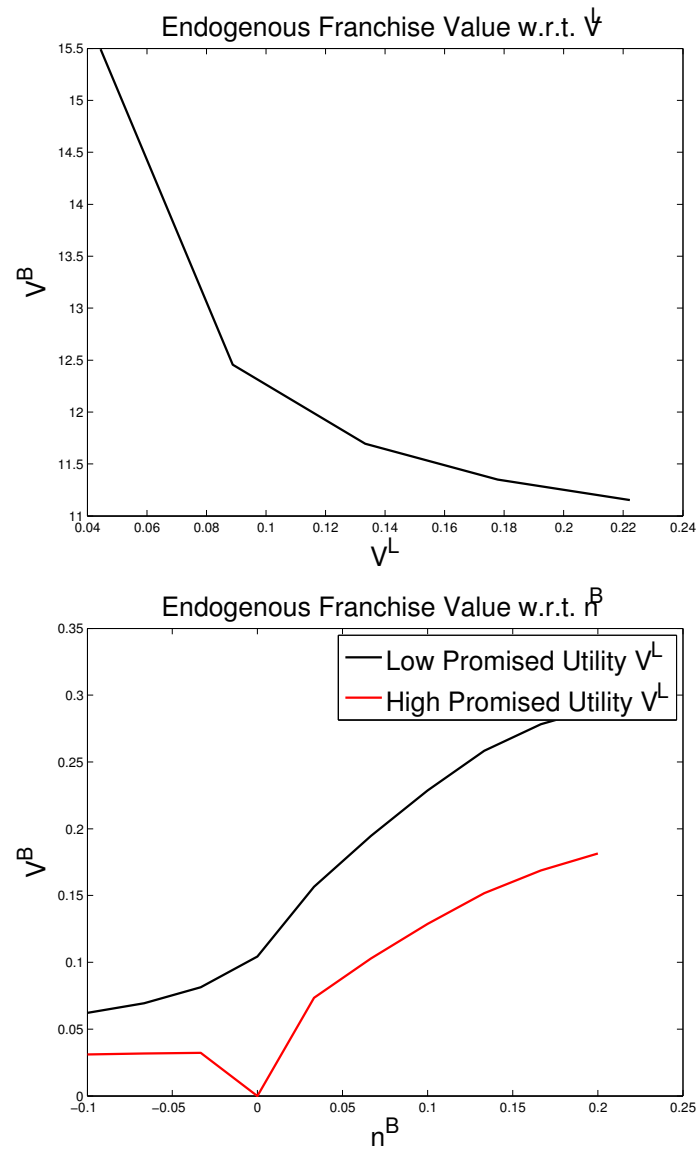 Endogenous Franchise Value w.r.t. V^L
15.5
15
14.5
14
13.5
13
12.5
12
11.5
11
V^B
0.04 0.06 0.08 0.1 0.12 0.14 0.16 0.18 0.2 0.22 0.24
V^L
Endogenous Franchise Value w.r.t. n^B
0.35
0.3
0.25
0.2
0.15
0.1
0.05
0
V^B
Low Promised Utility V^L
High Promised Utility V^L
−0.1 −0.05 0 0.05 0.1 0.15 0.2 0.25
n^B